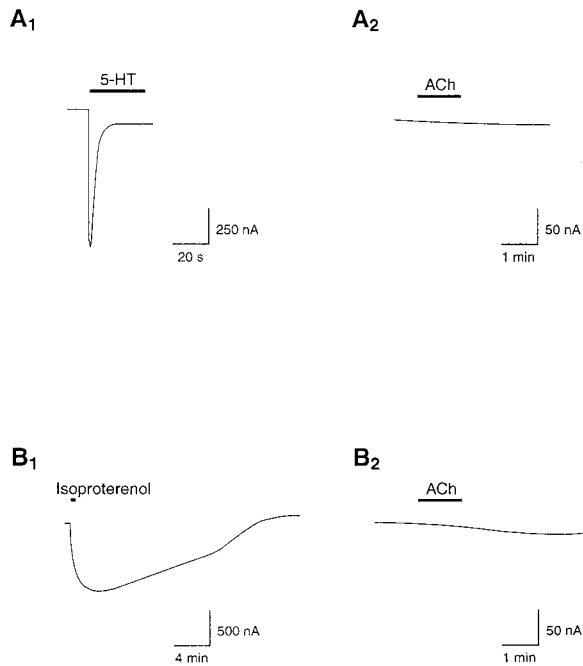 A1
A2
5-HT
ACh
250 nA
20 s
50 nA
1 min
B1
B2
Isoproterenol
ACh
500 nA
4 min
50 nA
1 min